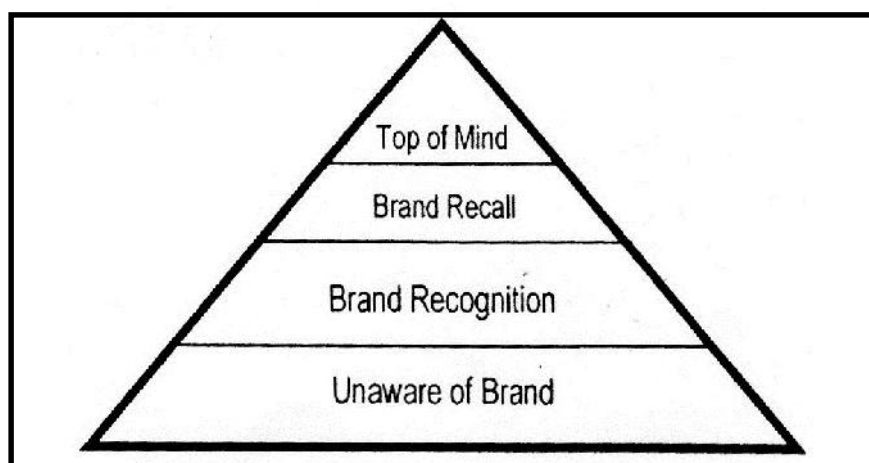 Top of Mind
Brand Recall
Brand Recognition
Unaware of Brand